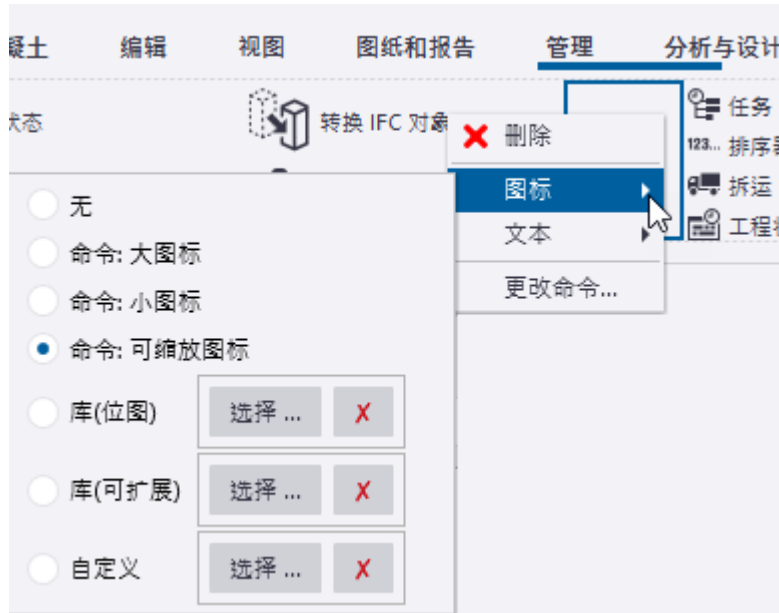 凝土 编辑 视图 图纸和报告 管理 分析与设计
状态
转换 IFC 对象
任务
123... 排序器
拆运
工程状
删除
图标
文本
更改命令...
无
命令: 大图标
命令: 小图标
命令: 可缩放图标
库(位图) 选择 ...
库(可扩展) 选择 ...
自定义 选择 ...